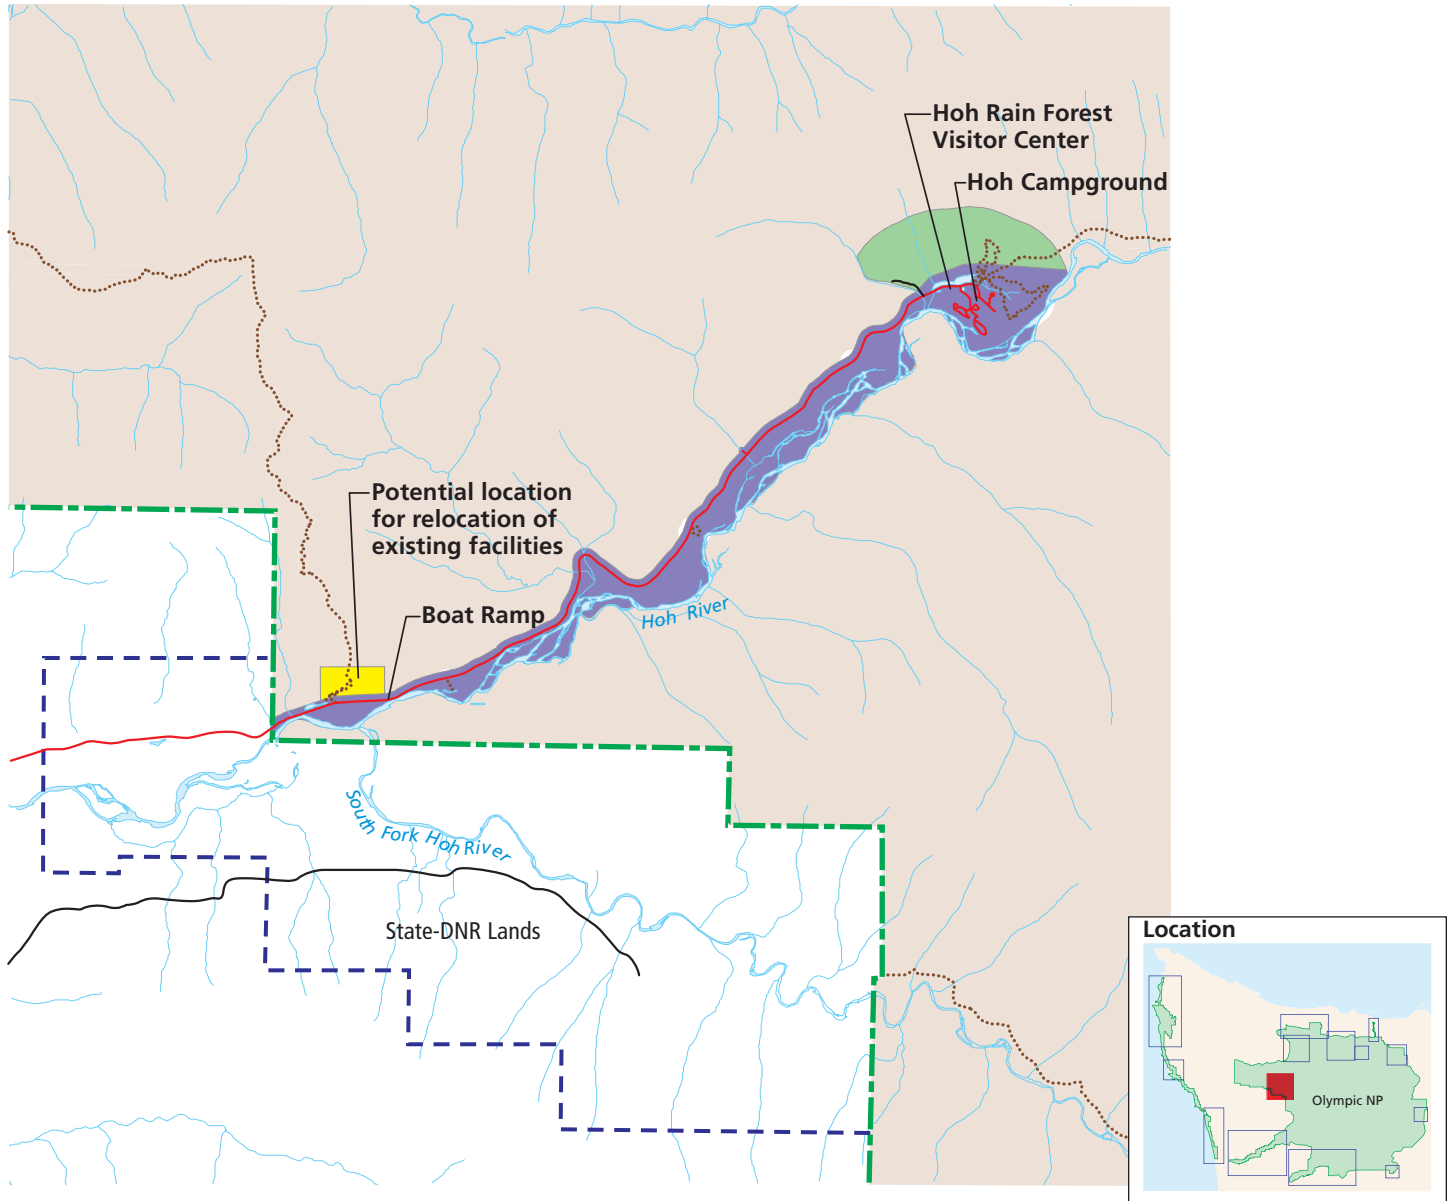 Hoh Rain Forest
Visitor Center
Hoh Campground
Potential location
for relocation of
existing facilities
Boat Ramp
Hoh River
South Fork Hoh River
State-DNR Lands
Location
Olympic NP